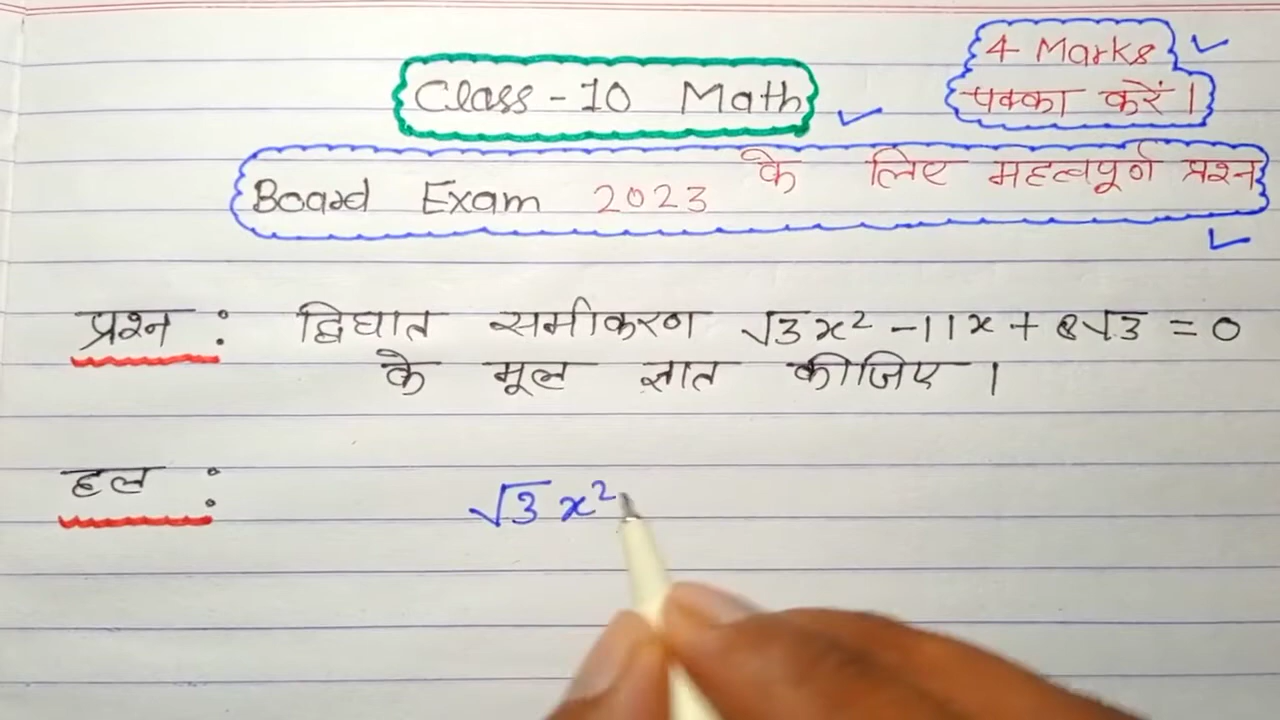 4 Marks
पक्का करें।
Class-10 Math
Board Exam 2023 के लिए महत्वपूर्ण प्रश्न
प्रश्न : द्विघात समीकरण √3x² -11x + 8√3 = 0
के मूल ज्ञात कीजिए ।
हल : √3x²